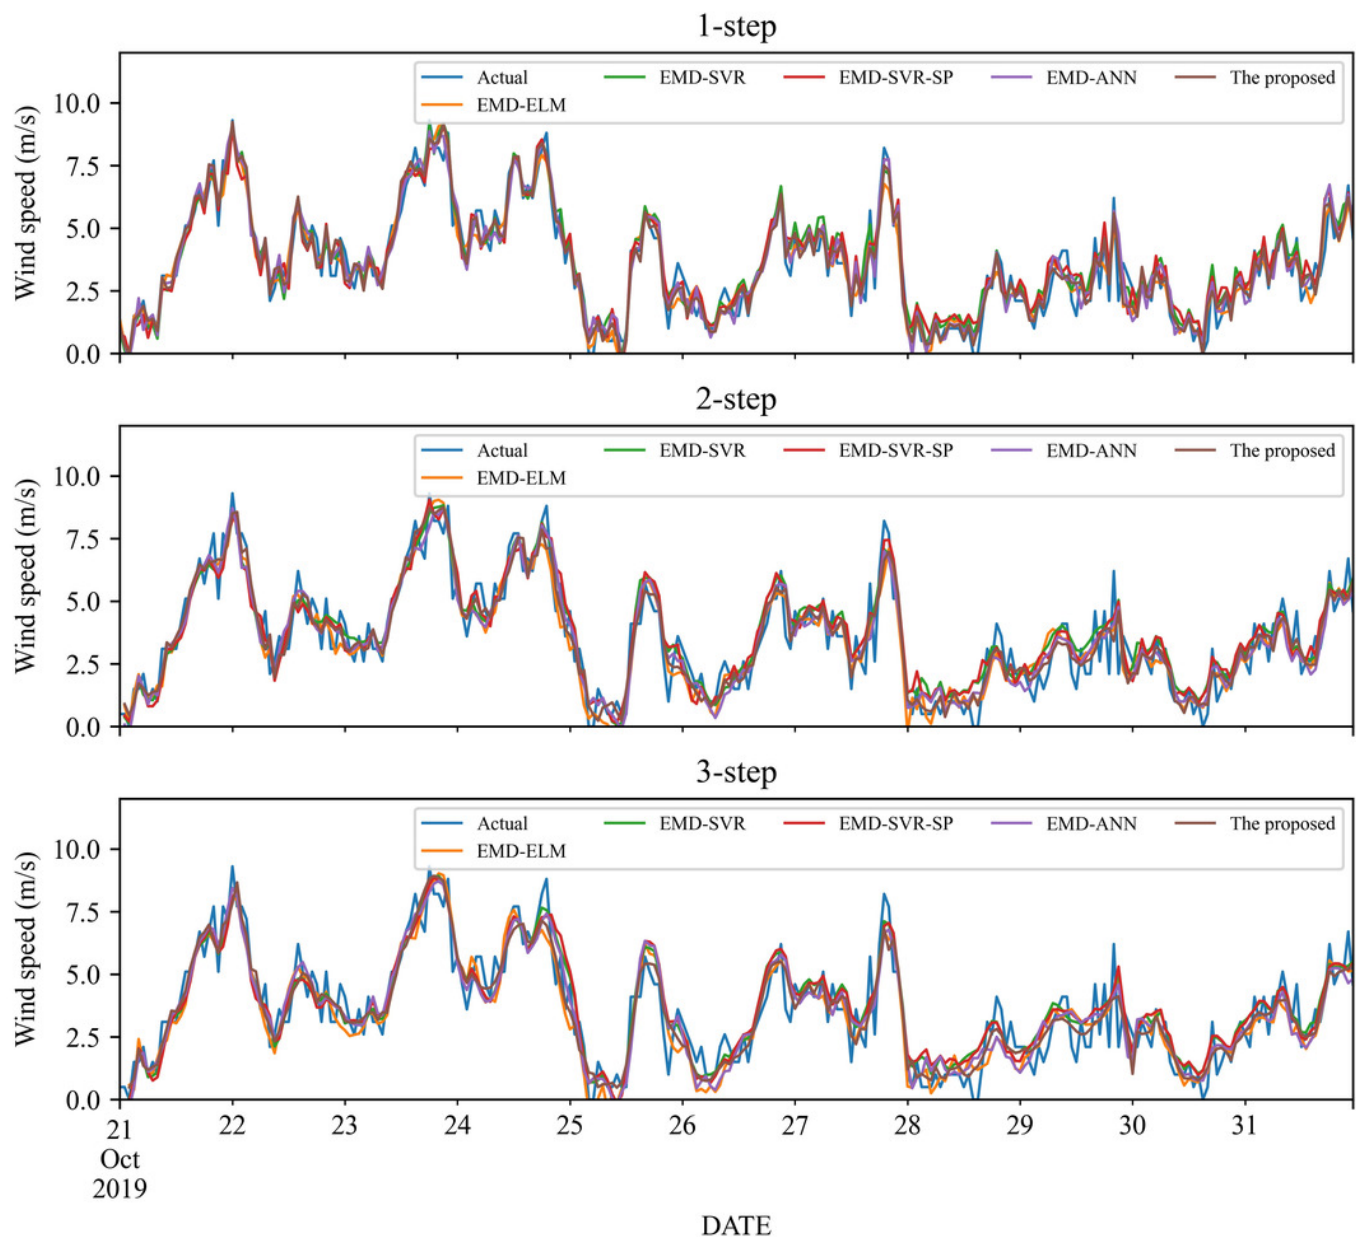 1-step
Wind speed (m/s)
10.0
7.5
5.0
2.5
0.0
Actual EMD-SVR EMD-SVR-SP EMD-ANN The proposed
EMD-ELM
2-step
Wind speed (m/s)
10.0
7.5
5.0
2.5
0.0
Actual EMD-SVR EMD-SVR-SP EMD-ANN The proposed
EMD-ELM
3-step
Wind speed (m/s)
10.0
7.5
5.0
2.5
0.0
Actual EMD-SVR EMD-SVR-SP EMD-ANN The proposed
EMD-ELM
21 22 23 24 25 26 27 28 29 30 31
Oct
2019
DATE